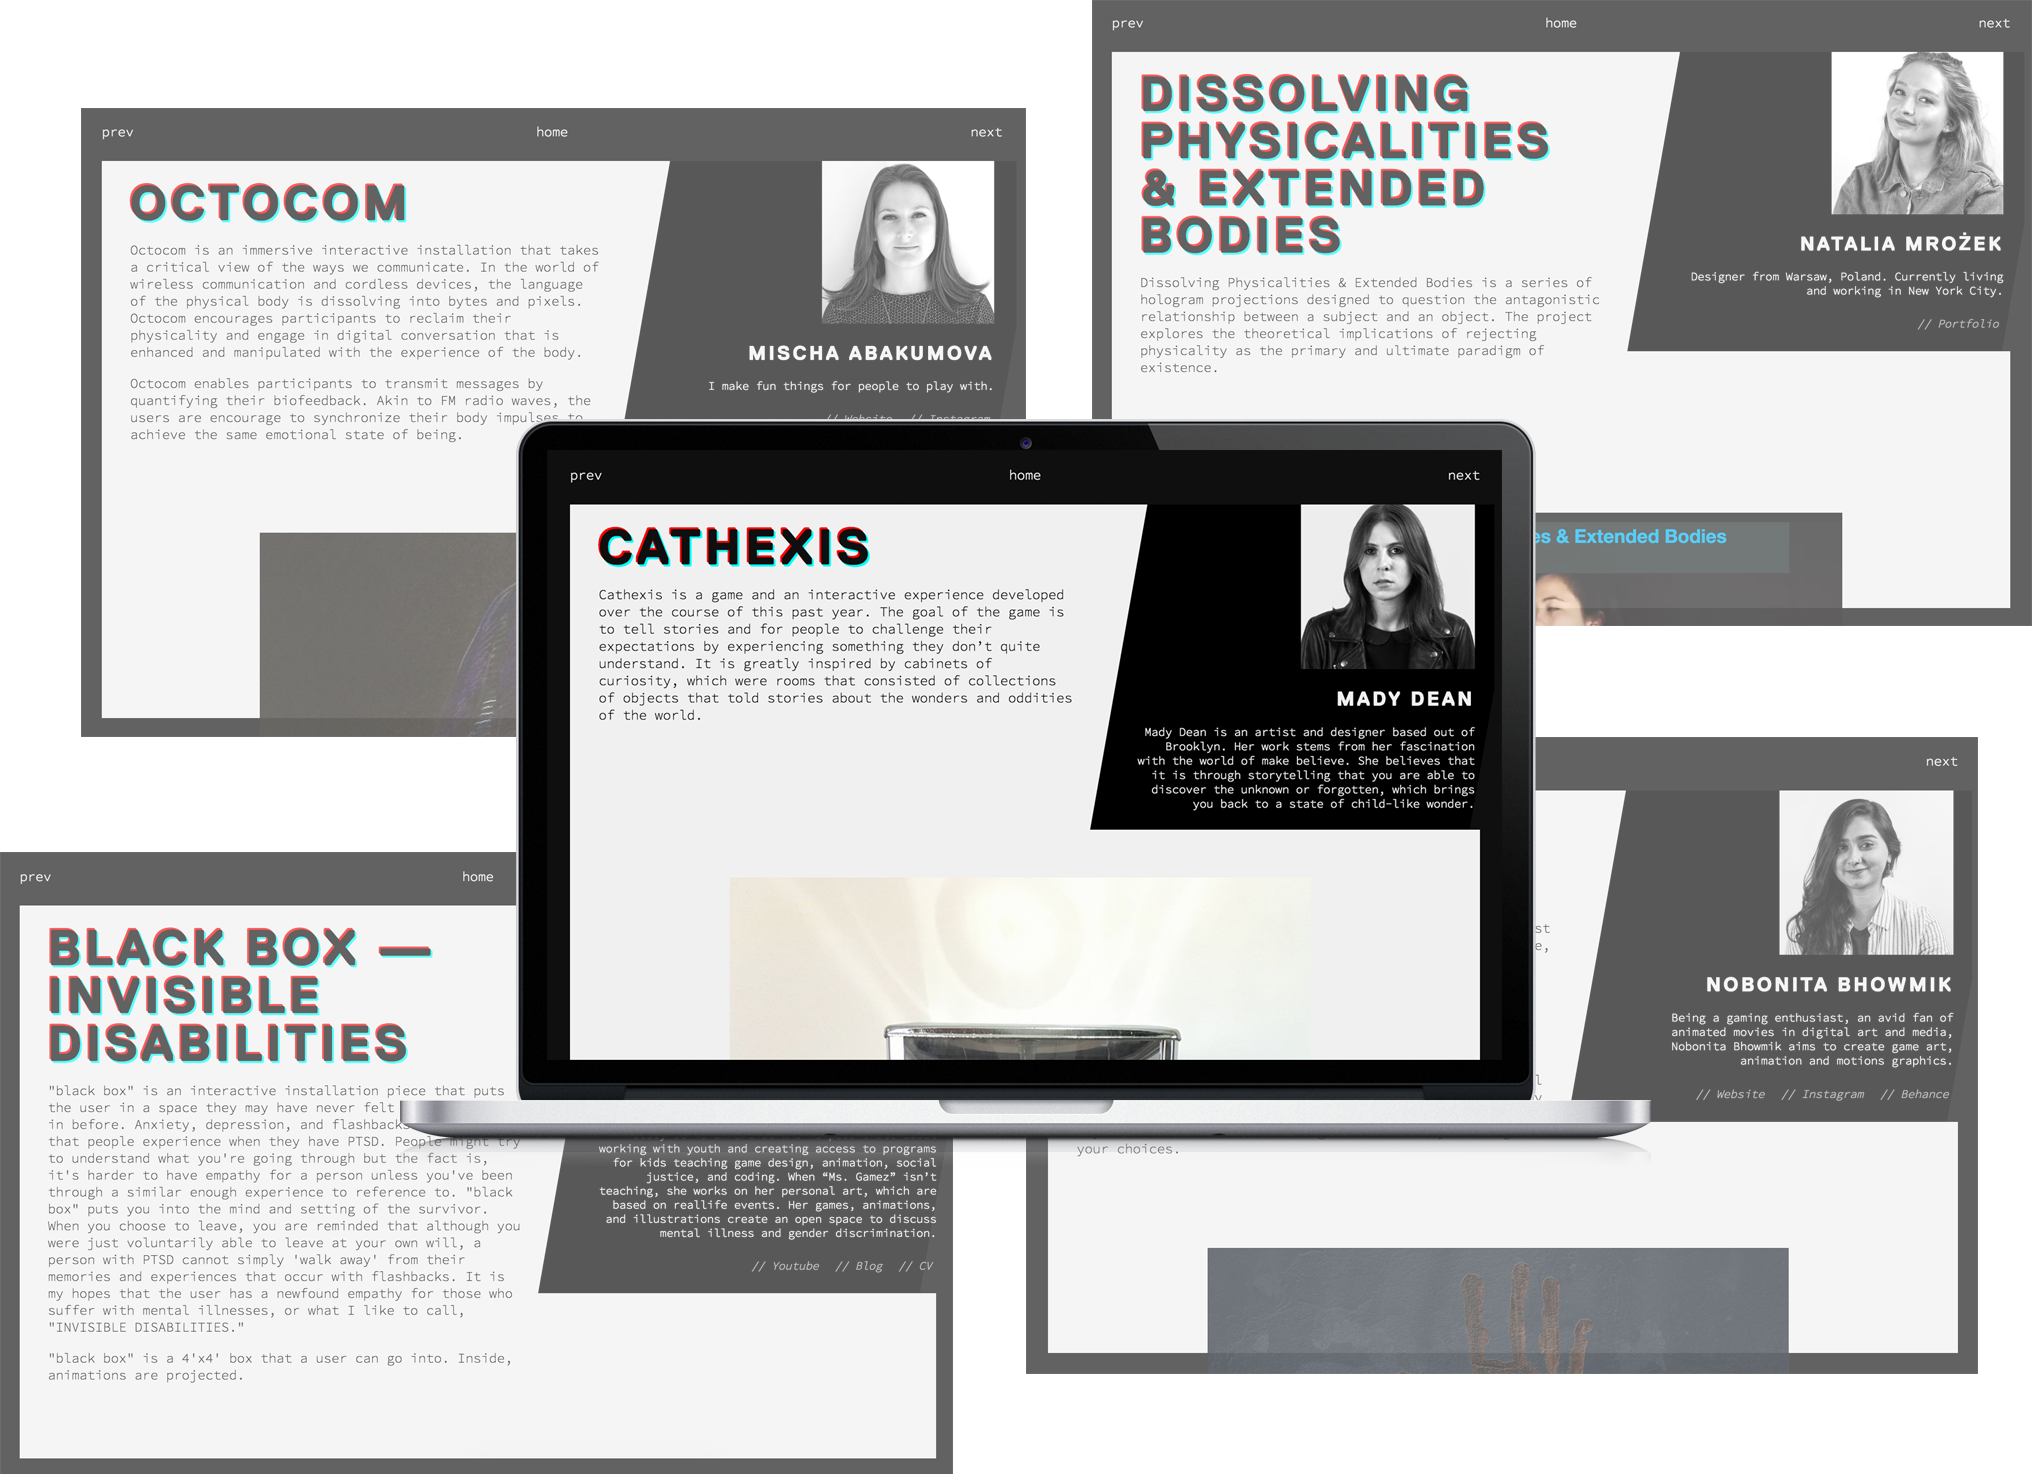 prev home next
OCTOCOM
Octocom is an immersive interactive installation that takes
a critical view of the ways we communicate. In the world of
wireless communication and cordless devices, the language
of the physical body is dissolving into bytes and pixels.
Octocom encourages participants to reclaim their
physicality and engage in digital conversation that is
enhanced and manipulated with the experience of the body.
Octocom enables participants to transmit messages by
quantifying their biofeedback. Akin to FM radio waves, the
users are encourage to synchronize their body impulses to
achieve the same emotional state of being.
MISCHA ABAKUMOVA
I make fun things for people to play with.
// Website // Instagram
prev home next
DISSOLVING
PHYSICALITIES
& EXTENDED
BODIES
Dissolving Physicalities & Extended Bodies is a series of
hologram projections designed to question the antagonistic
relationship between a subject and an object. The project
explores the theoretical implications of rejecting
physicality as the primary and ultimate paradigm of
existence.
NATALIA MROŻEK
Designer from Warsaw, Poland. Currently living
and working in New York City.
// Portfolio
es & Extended Bodies
prev home next
CATHEXIS
Cathexis is a game and an interactive experience developed
over the course of this past year. The goal of the game is
to tell stories and for people to challenge their
expectations by experiencing something they don’t quite
understand. It is greatly inspired by cabinets of
curiosity, which were rooms that consisted of collections
of objects that told stories about the wonders and oddities
of the world.
MADY DEAN
Mady Dean is an artist and designer based out of
Brooklyn. Her work stems from her fascination
with the world of make believe. She believes that
it is through storytelling that you are able to
discover the unknown or forgotten, which brings
you back to a state of child-like wonder.
prev home
BLACK BOX —
INVISIBLE
DISABILITIES
"black box" is an interactive installation piece that puts
the user in a space they may have never felt
in before. Anxiety, depression, and flashbacks
that people experience when they have PTSD. People might try
to understand what you're going through but the fact is,
it's harder to have empathy for a person unless you've been
through a similar enough experience to reference to. "black
box" puts you into the mind and setting of the survivor.
When you choose to leave, you are reminded that although you
were just voluntarily able to leave at your own will, a
person with PTSD cannot simply 'walk away' from their
memories and experiences that occur with flashbacks. It is
my hopes that the user has a newfound empathy for those who
suffer with mental illnesses, or what I like to call,
"INVISIBLE DISABILITIES."
"black box" is a 4'x4' box that a user can go into. Inside,
animations are projected.
working with youth and creating access to programs
for kids teaching game design, animation, social
justice, and coding. When “Ms. Gamez” isn’t
teaching, she works on her personal art, which are
based on reallife events. Her games, animations,
and illustrations create an open space to discuss
mental illness and gender discrimination.
// Youtube // Blog // CV
next
st
e,
l
y
your choices.
NOBONITA BHOWMIK
Being a gaming enthusiast, an avid fan of
animated movies in digital art and media,
Nobonita Bhowmik aims to create game art,
animation and motions graphics.
// Website // Instagram // Behance